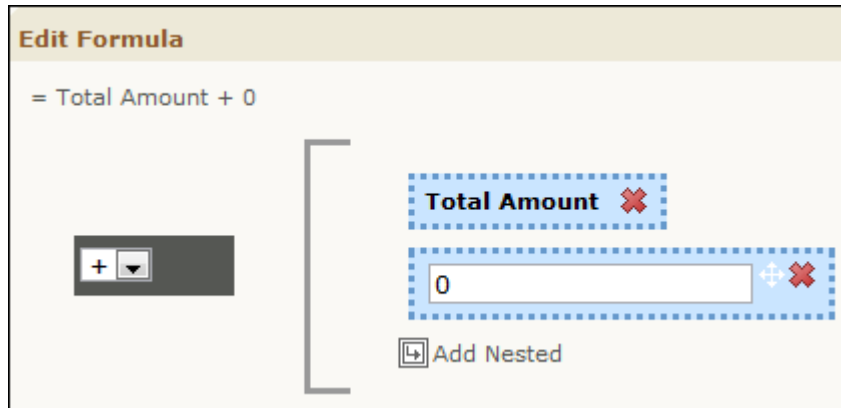 Edit Formula
= Total Amount + 0
Total Amount
+
0
Add Nested